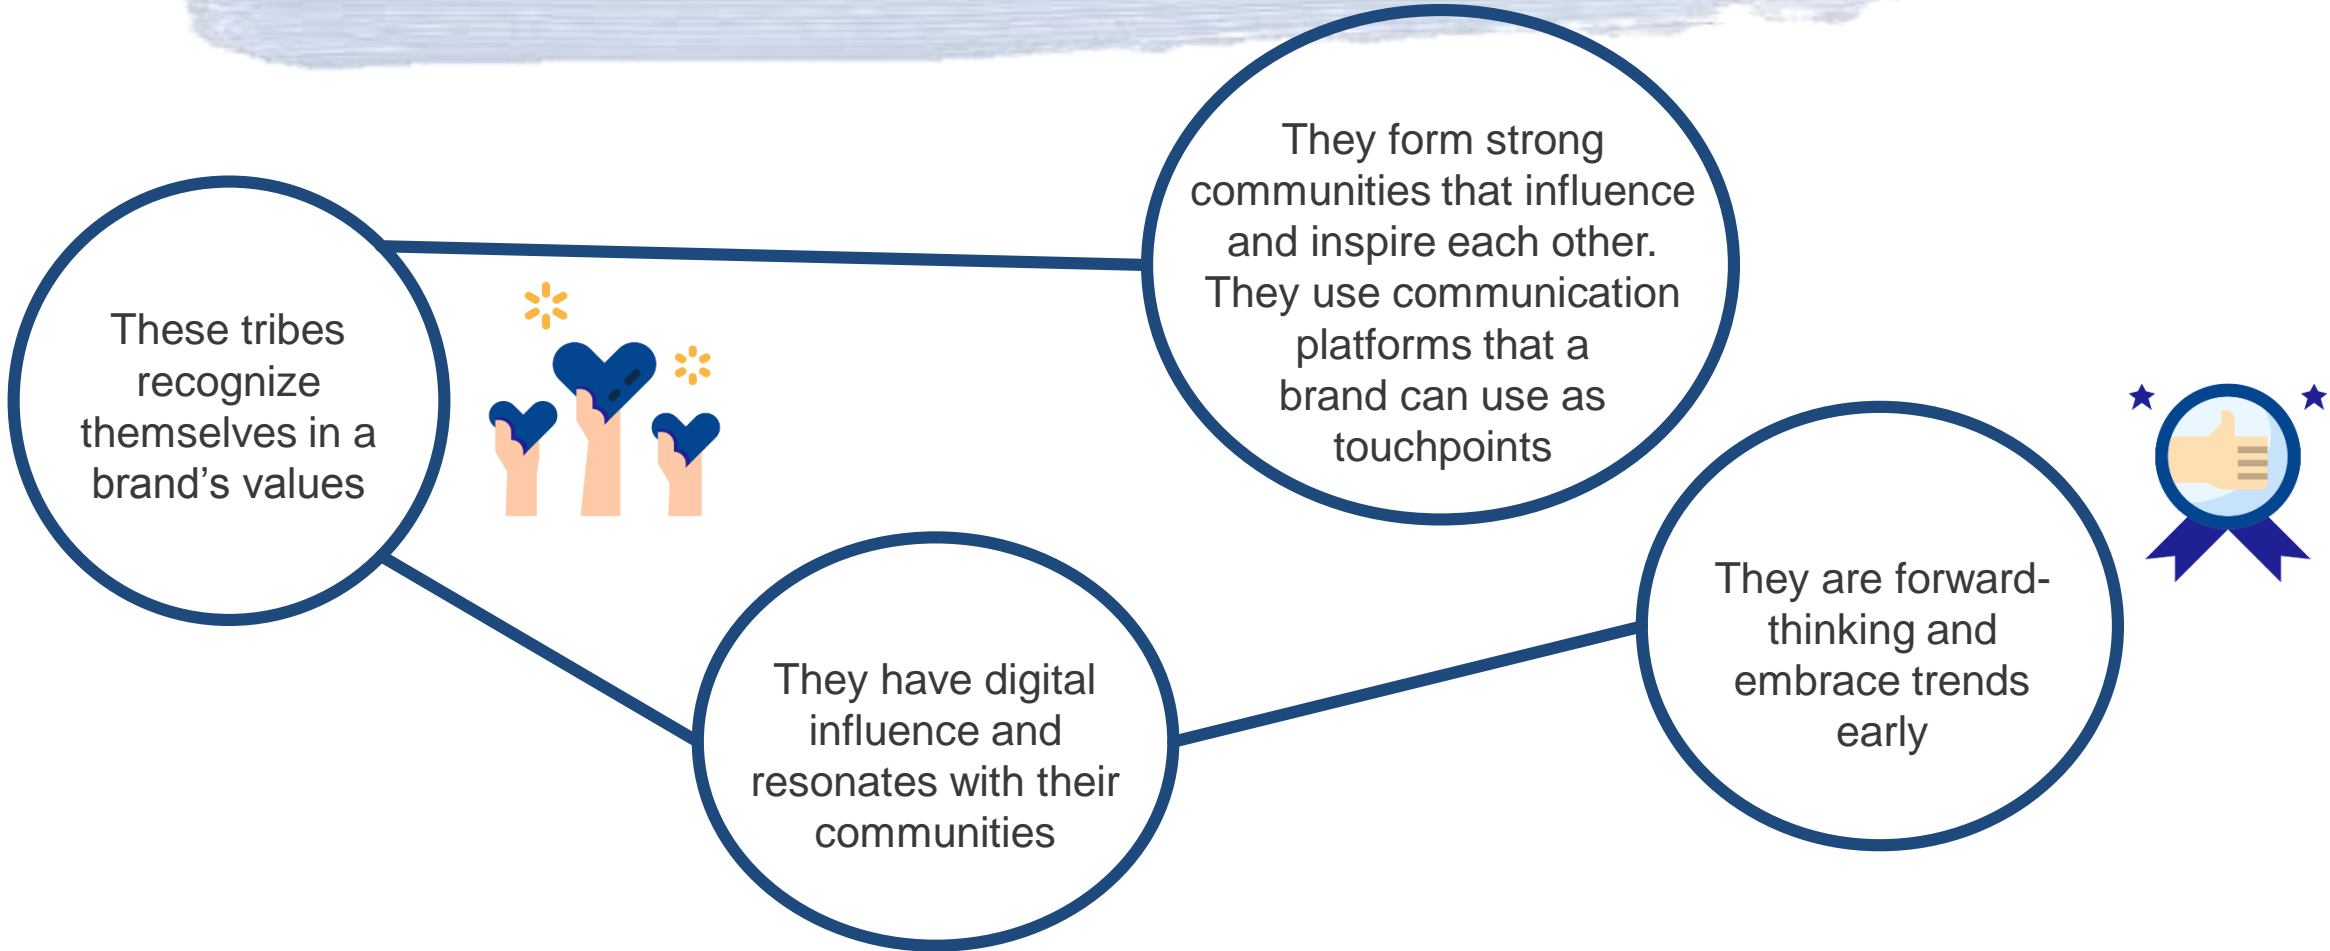 These tribes
recognize
themselves in a
brand’s values
They form strong
communities that influence
and inspire each other.
They use communication
platforms that a
brand can use as
touchpoints
They have digital
influence and
resonates with their
communities
They are forward-
thinking and
embrace trends
early